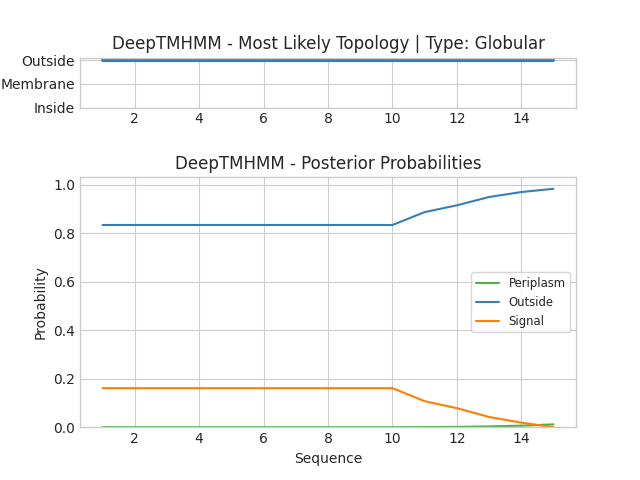 DeepTMHMM - Most Likely Topology | Type: Globular
Outside
Membrane
Inside
2 4 6 8 10 12 14
DeepTMHMM - Posterior Probabilities
1.0
0.8
0.6
0.4
0.2
0.0
Probability
Periplasm
Outside
Signal
2 4 6 8 10 12 14
Sequence